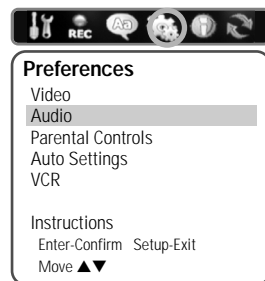 REC Aa i
Preferences
Video
Audio
Parental Controls
Auto Settings
VCR
Instructions
Enter-Confirm Setup-Exit
Move ▲▼